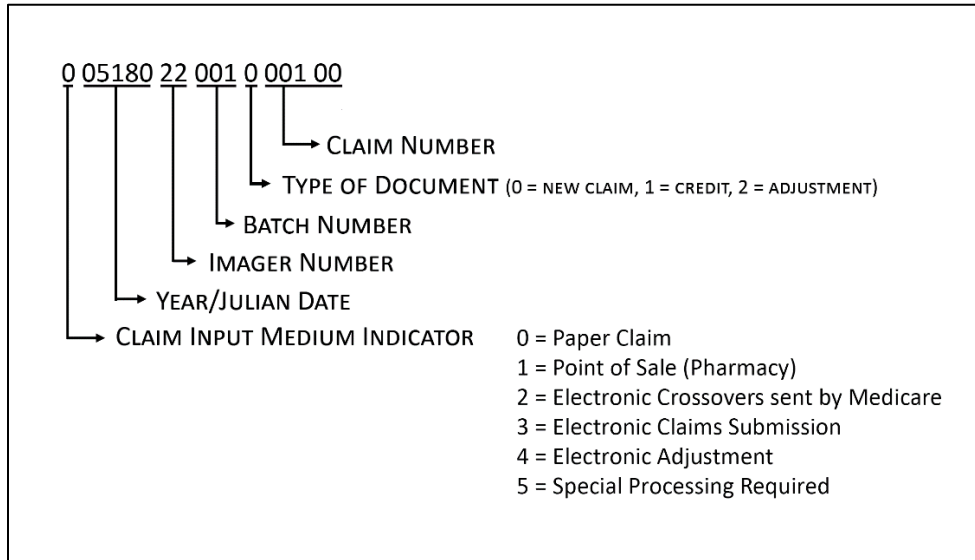 0 05180 22 001 0 001 00
CLAIM NUMBER
TYPE OF DOCUMENT (0 = NEW CLAIM, 1 = CREDIT, 2 = ADJUSTMENT)
BATCH NUMBER
IMAGER NUMBER
YEAR/JULIAN DATE
CLAIM INPUT MEDIUM INDICATOR
0 = Paper Claim
1 = Point of Sale (Pharmacy)
2 = Electronic Crossovers sent by Medicare
3 = Electronic Claims Submission
4 = Electronic Adjustment
5 = Special Processing Required